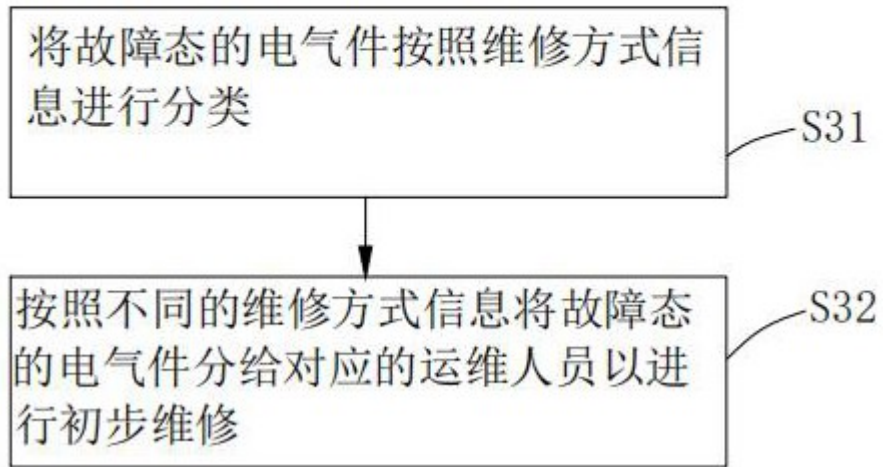 将故障态的电气件按照维修方式信
息进行分类
S31
按照不同的维修方式信息将故障态
的电气件分给对应的运维人员以进
行初步维修
S32